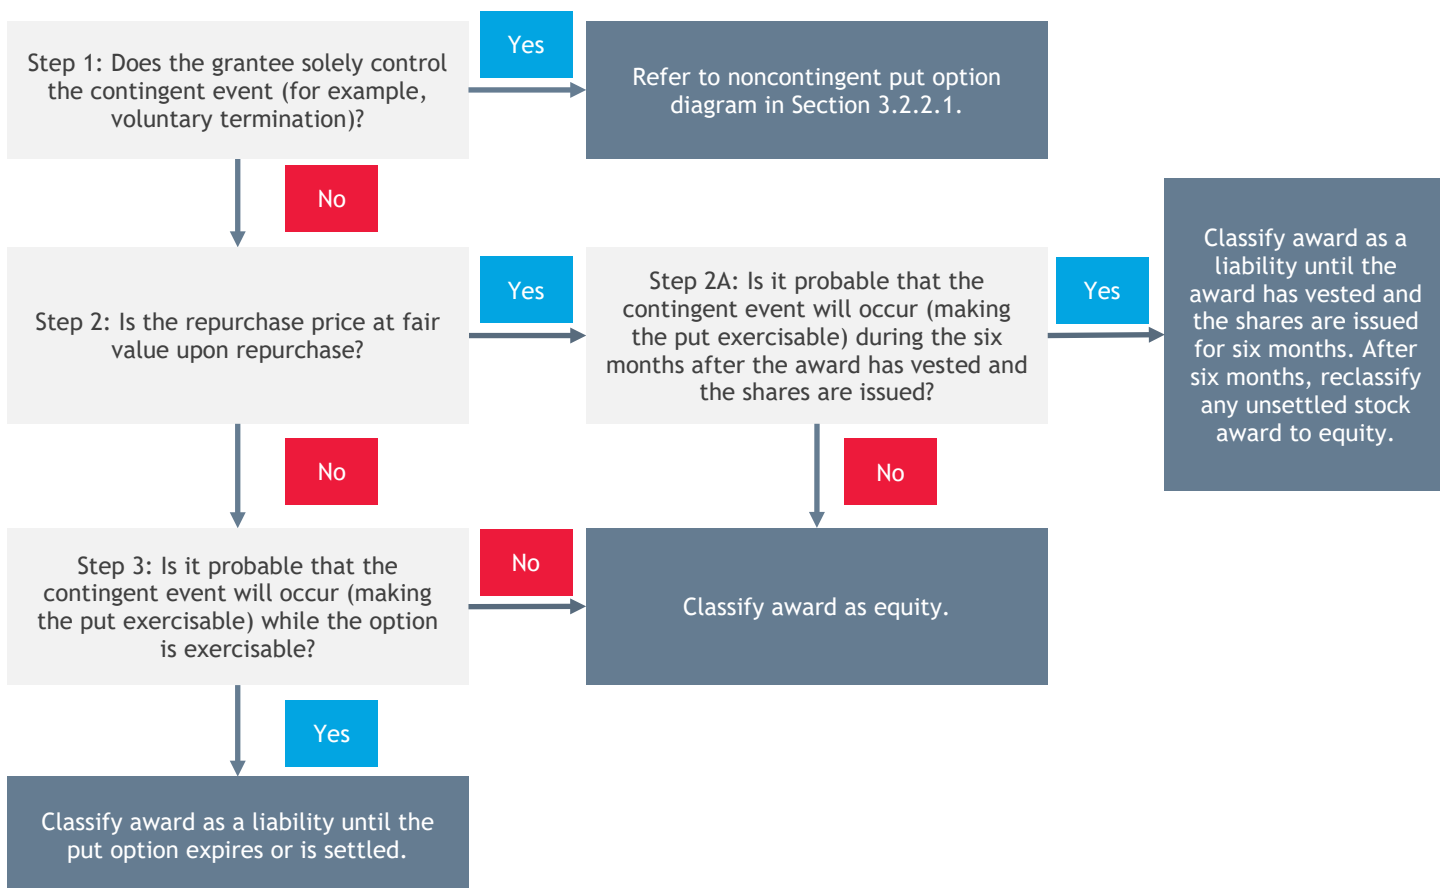 Step 1: Does the grantee solely control
the contingent event (for example,
voluntary termination)?
Yes
Refer to noncontingent put option
diagram in Section 3.2.2.1.
No
Step 2: Is the repurchase price at fair
value upon repurchase?
Yes
Step 2A: Is it probable that the
contingent event will occur (making
the put exercisable) during the six
months after the award has vested and
the shares are issued?
Yes
Classify award as a
liability until the
award has vested and
the shares are issued
for six months. After
six months, reclassify
any unsettled stock
award to equity.
No
No
Step 3: Is it probable that the
contingent event will occur (making
the put exercisable) while the option
is exercisable?
No
Classify award as equity.
Yes
Classify award as a liability until the
put option expires or is settled.